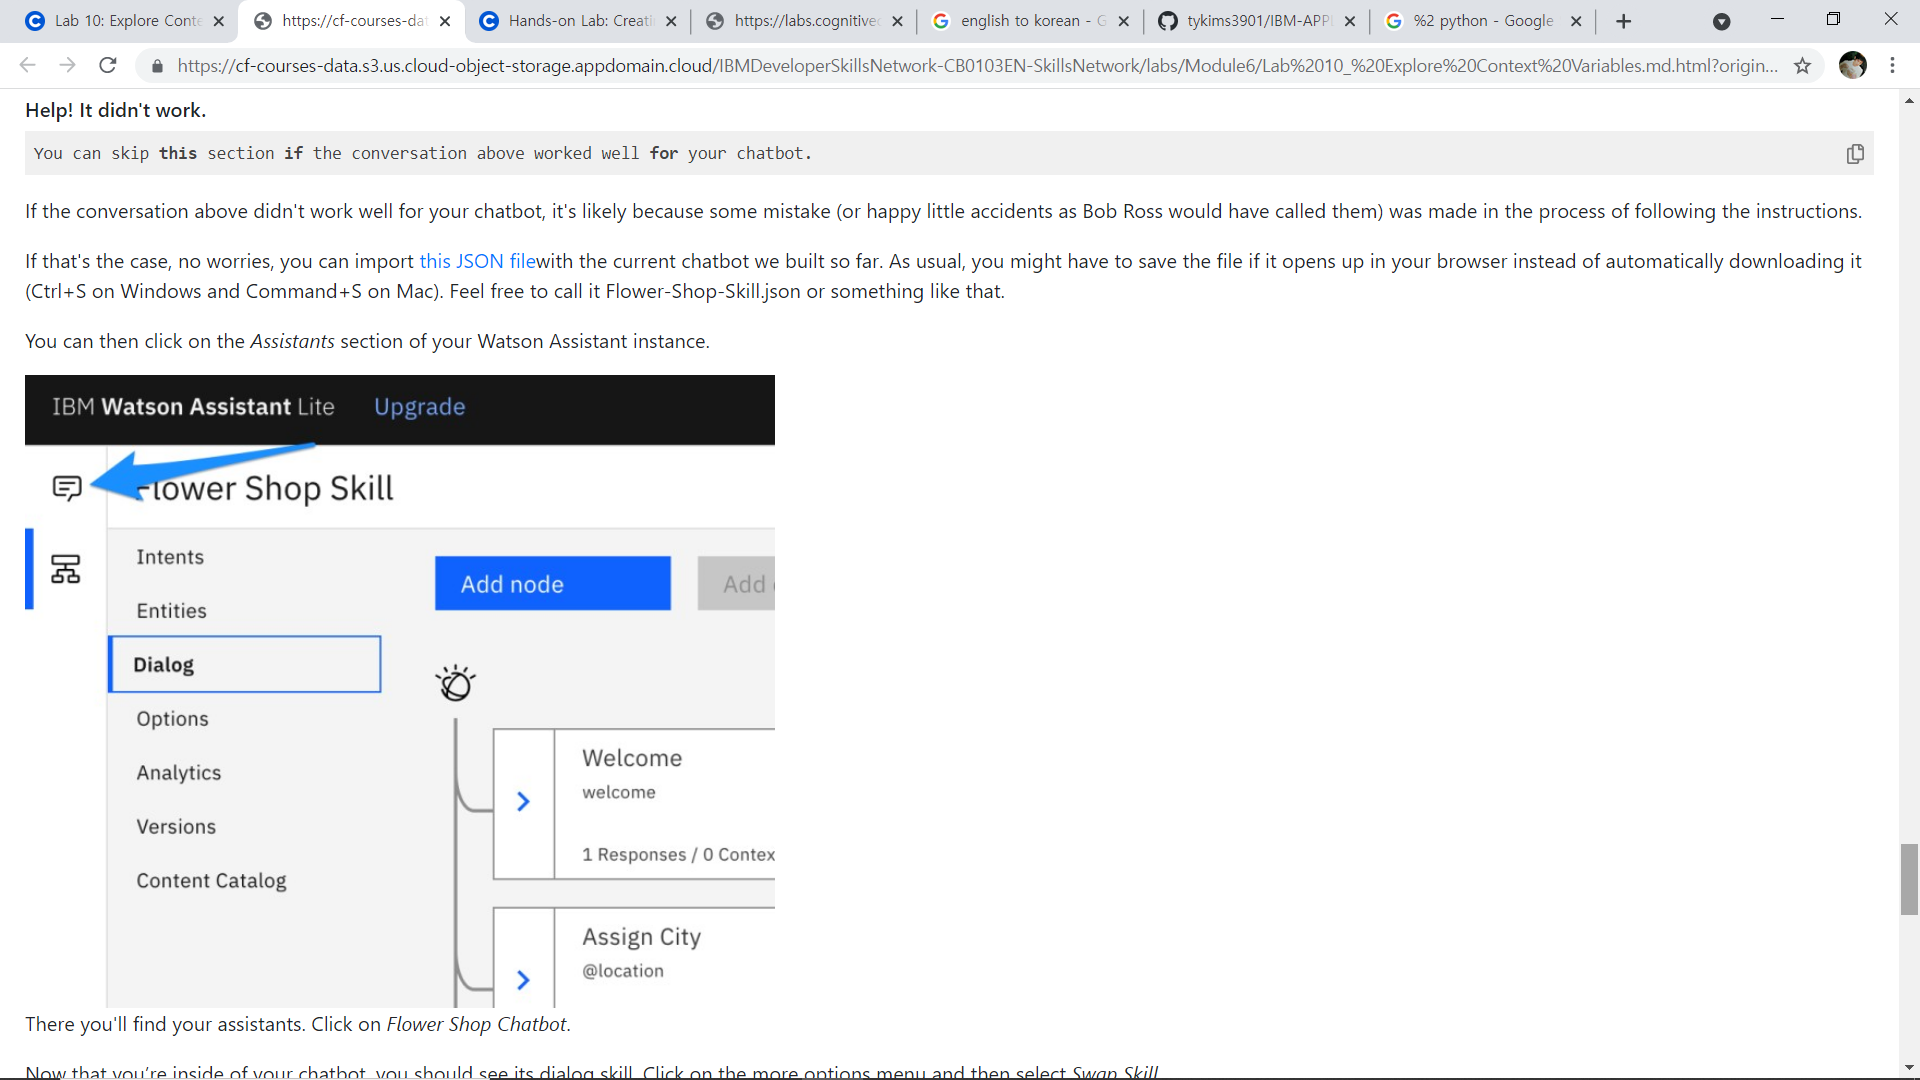 Lab 10: Explore Conte
https://cf-courses-dat
Hands-on Lab: Creati
https://labs.cognitivec
english to korean - G
tykims3901/IBM-APPL
%2 python - Google
https://cf-courses-data.s3.us.cloud-object-storage.appdomain.cloud/IBMDeveloperSkillsNetwork-CB0103EN-SkillsNetwork/labs/Module6/Lab%2010_%20Explore%20Context%20Variables.md.html?origin...
Help! It didn't work.
You can skip this section if the conversation above worked well for your chatbot.
If the conversation above didn't work well for your chatbot, it's likely because some mistake (or happy little accidents as Bob Ross would have called them) was made in the process of following the instructions.
If that's the case, no worries, you can import this JSON filewith the current chatbot we built so far. As usual, you might have to save the file if it opens up in your browser instead of automatically downloading it
(Ctrl+S on Windows and Command+S on Mac). Feel free to call it Flower-Shop-Skill.json or something like that.
You can then click on the Assistants section of your Watson Assistant instance.
IBM Watson Assistant Lite Upgrade
Flower Shop Skill
Intents
Add node
Add
Entities
Dialog
Options
Welcome
Analytics
welcome
Versions
1 Responses / 0 Contex
Content Catalog
Assign City
@location
There you'll find your assistants. Click on Flower Shop Chatbot.
Now that you're inside of your chatbot, you should see its dialog skill. Click on the more options menu and then select Swap Skill